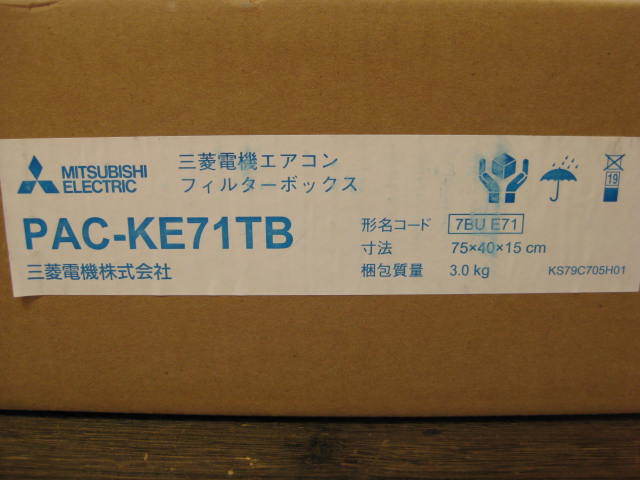 MITSUBISHI
ELECTRIC
三菱電機エアコン
フィルターボックス
PAC-KE71TB
三菱電機株式会社
形名コード 7BU E71
寸法 75×40×15 cm
梱包質量 3.0 kg
19
KS79C705H01